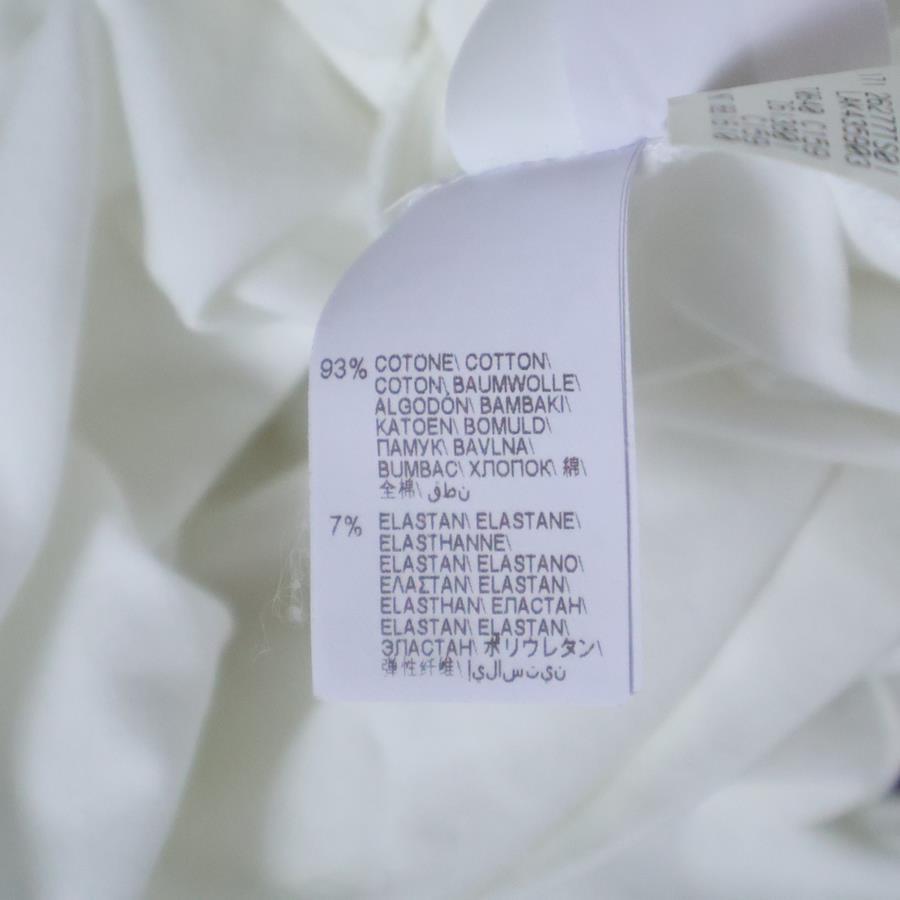 93% COTONE\ COTTON\
COTON\ BAUMWOLLE\
ALGODÓN\ BAMBAKI\
KATOEN\ BOMULD\
ПАМУК\ BAVLNA\
BUMBAC\ ХЛОПОК\ 綿\
全棉\ قطن
7% ELASTAN\ ELASTANE\
ELASTHANNE\
ELASTAN\ ELASTANO\
ΕΛΑΣΤΑΝ\ ELASTAN\
ELASTHAN\ ЕЛАСТАН\
ELASTAN\ ELASTAN\
ЭЛАСТАН\ ポリウレタン\
弹性纤维\ إيلاستين